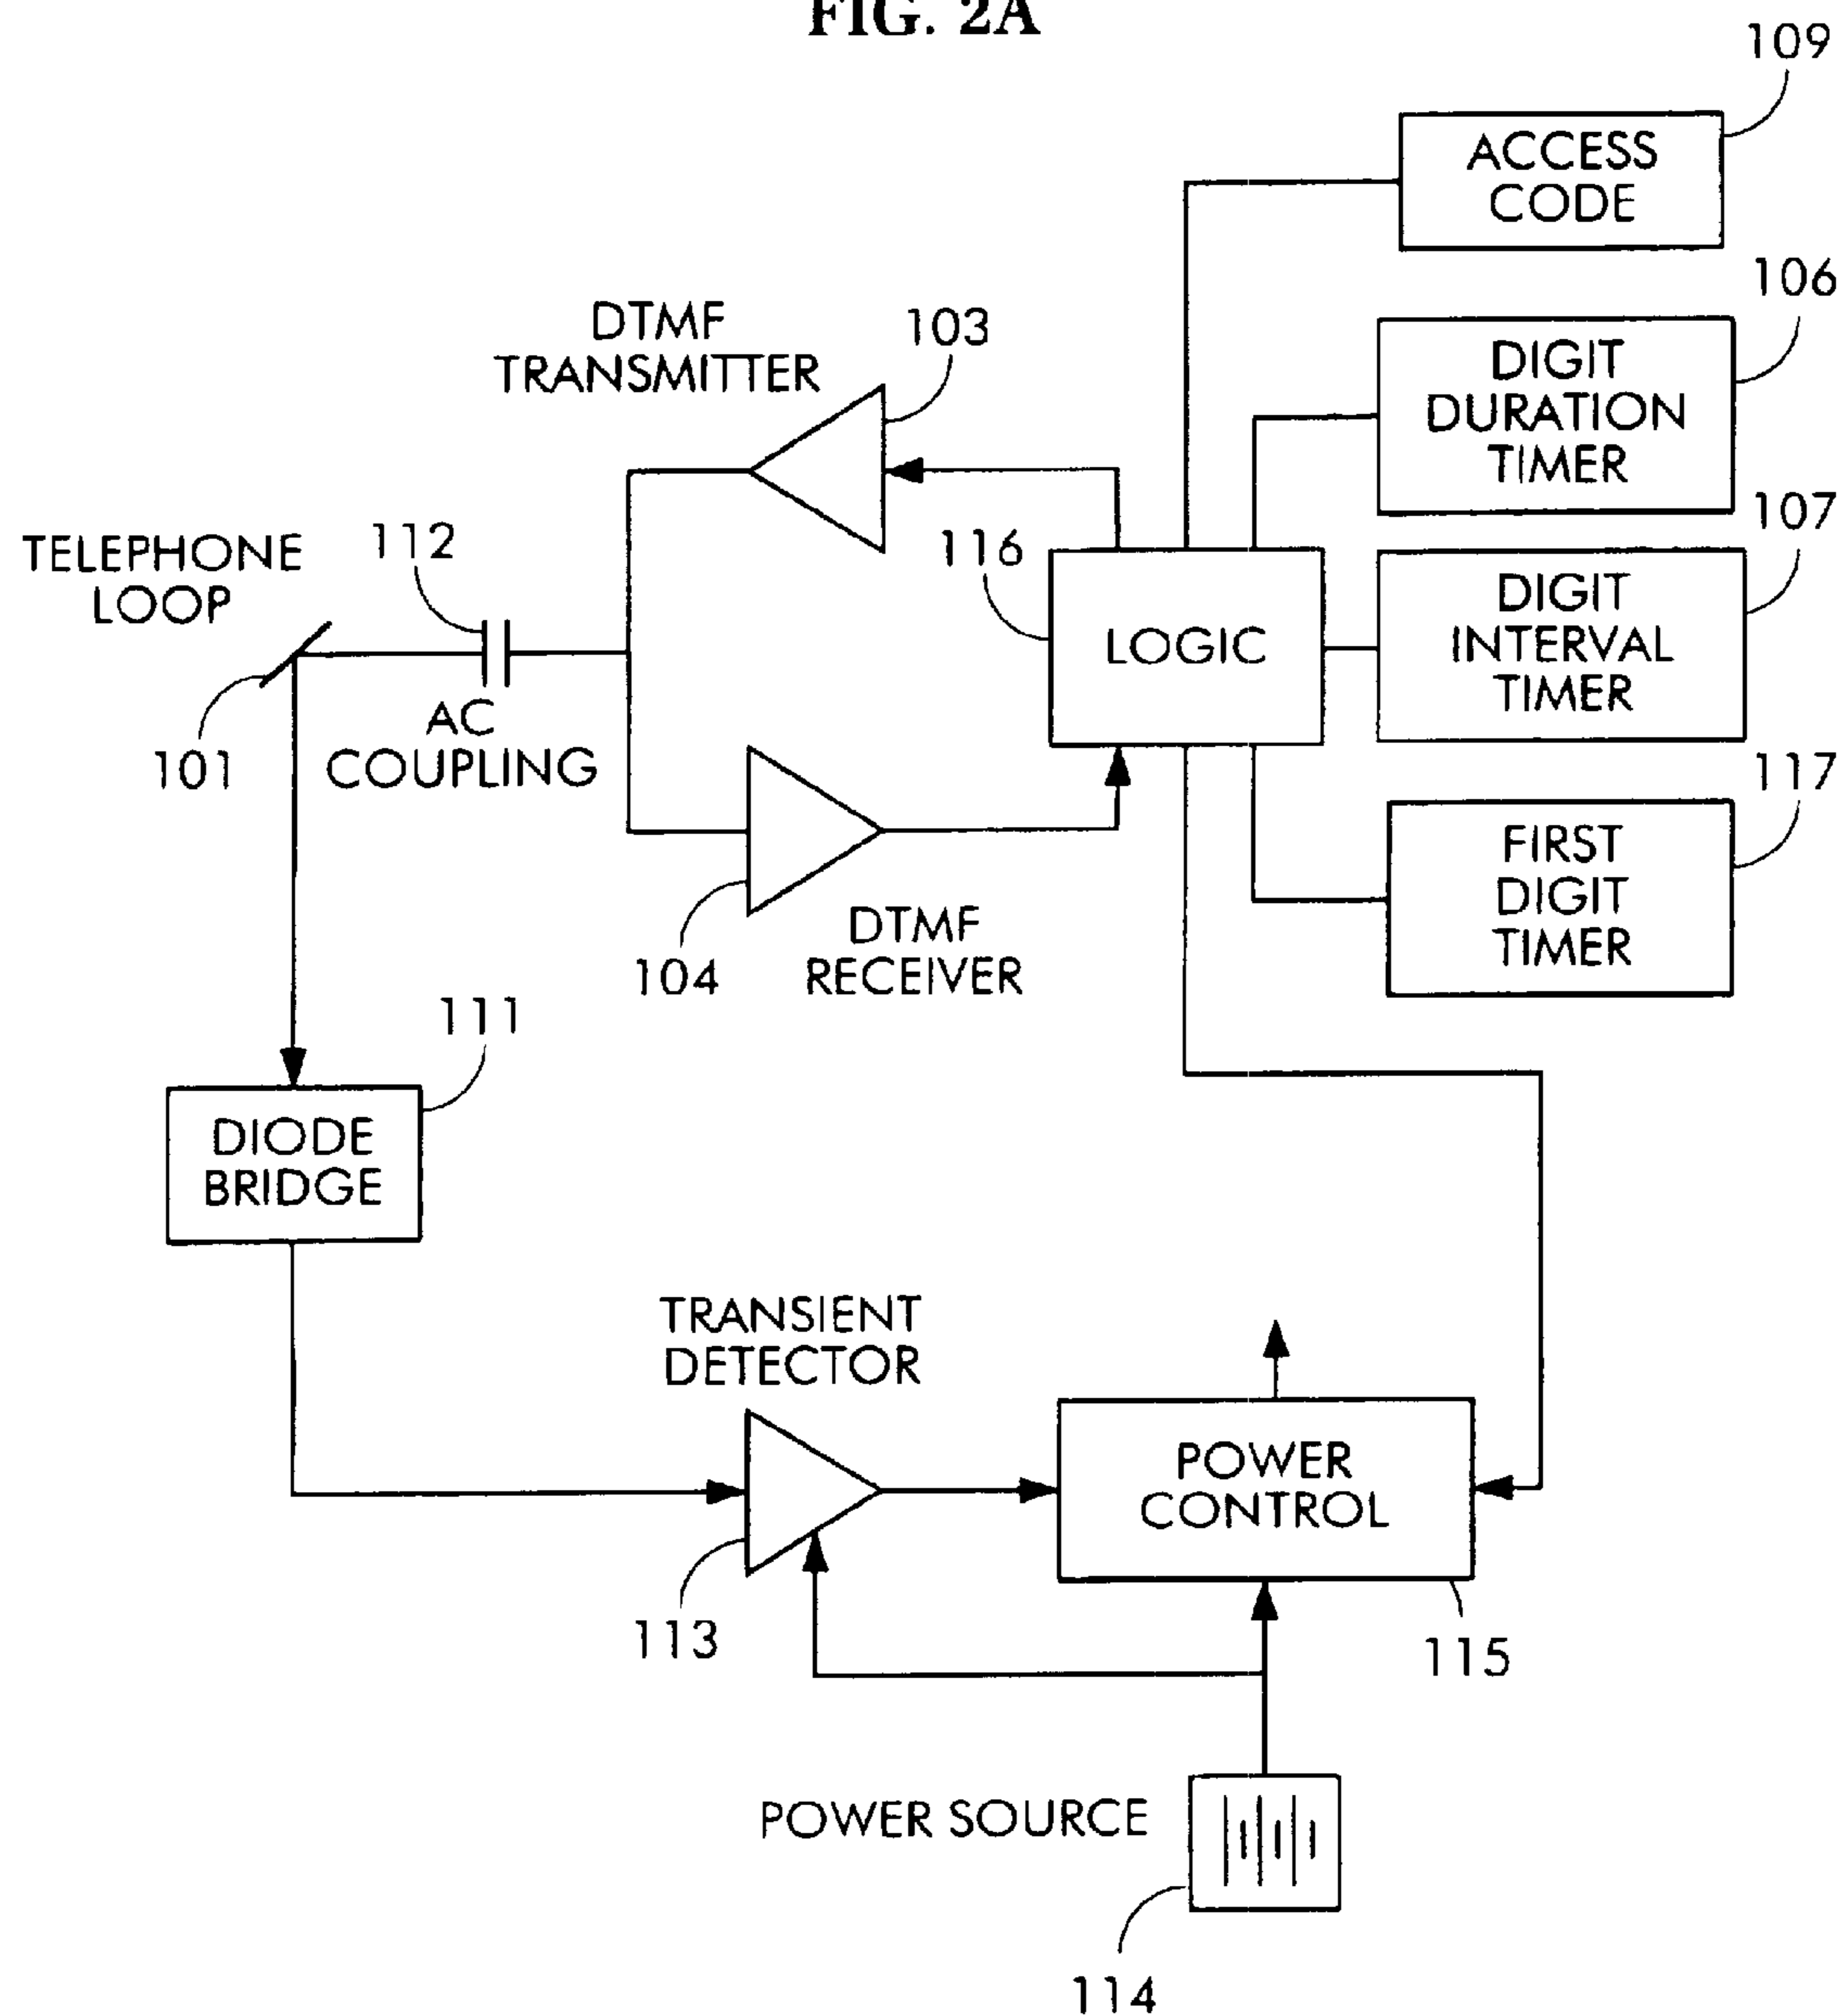 FIG. 2A
109
ACCESS
CODE
106
DTMF
TRANSMITTER
103
DIGIT
DURATION
TIMER
107
TELEPHONE
LOOP
112
116
LOGIC
DIGIT
INTERVAL
TIMER
101
AC
COUPLING
117
FIRST
DIGIT
TIMER
104
DTMF
RECEIVER
111
DIODE
BRIDGE
TRANSIENT
DETECTOR
POWER
CONTROL
113
115
POWER SOURCE
114